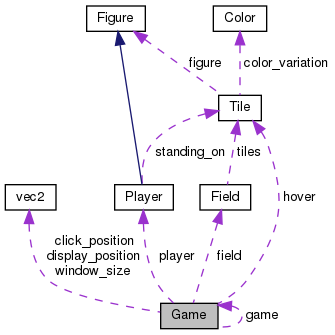 Figure
Color
figure
color_variation
Tile
standing_on
tiles
vec2
Player
Field
hover
click_position
display_position
window_size
player
field
Game
game